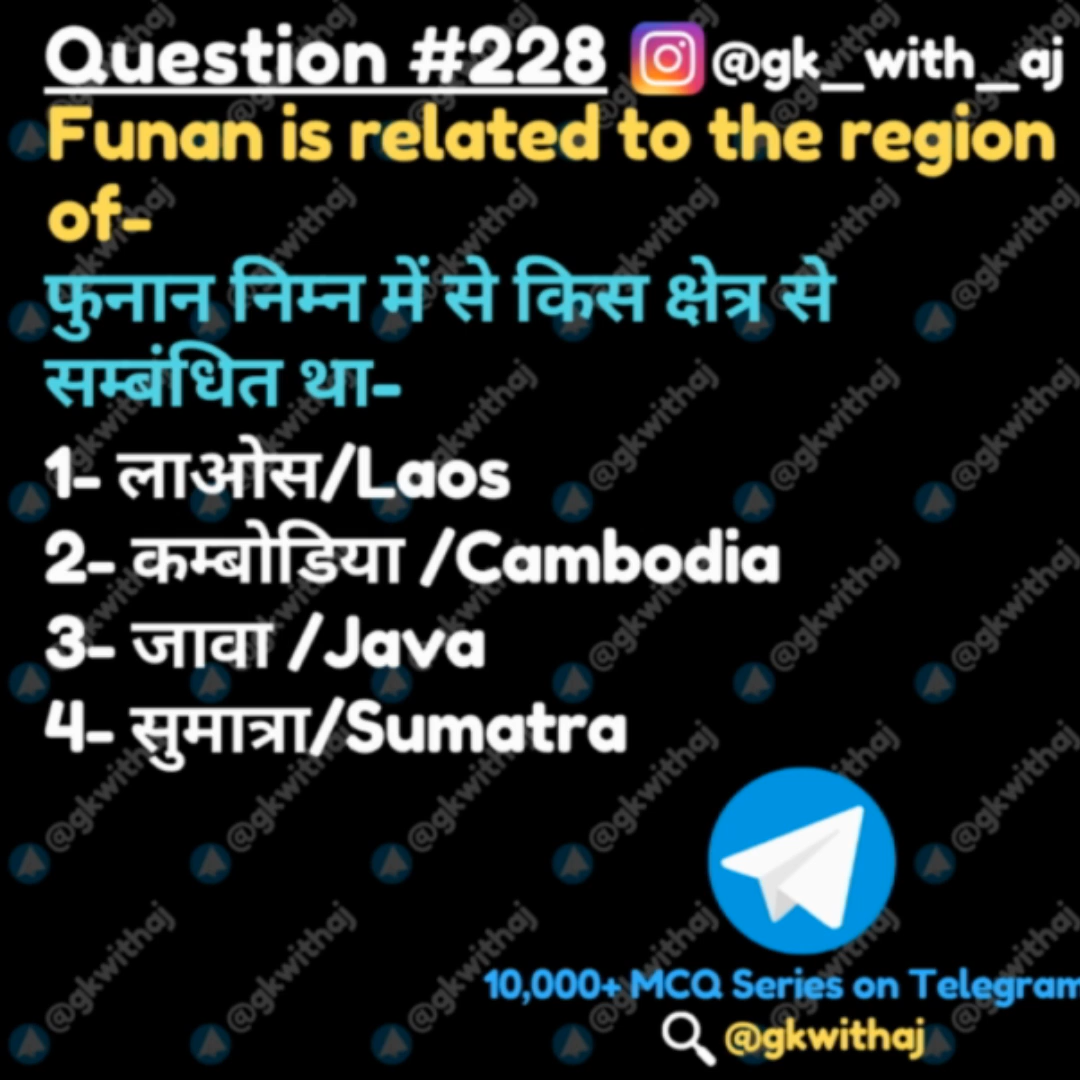 Question #228 @gk_with_aj
Funan is related to the region
of-
फुनान निम्न में से किस क्षेत्र से
सम्बंधित था-
1- लाओस/Laos
2- कम्बोडिया /Cambodia
3- जावा /Java
4- सुमात्रा/Sumatra
10,000+ MCQ Series on Telegram
@gkwithaj